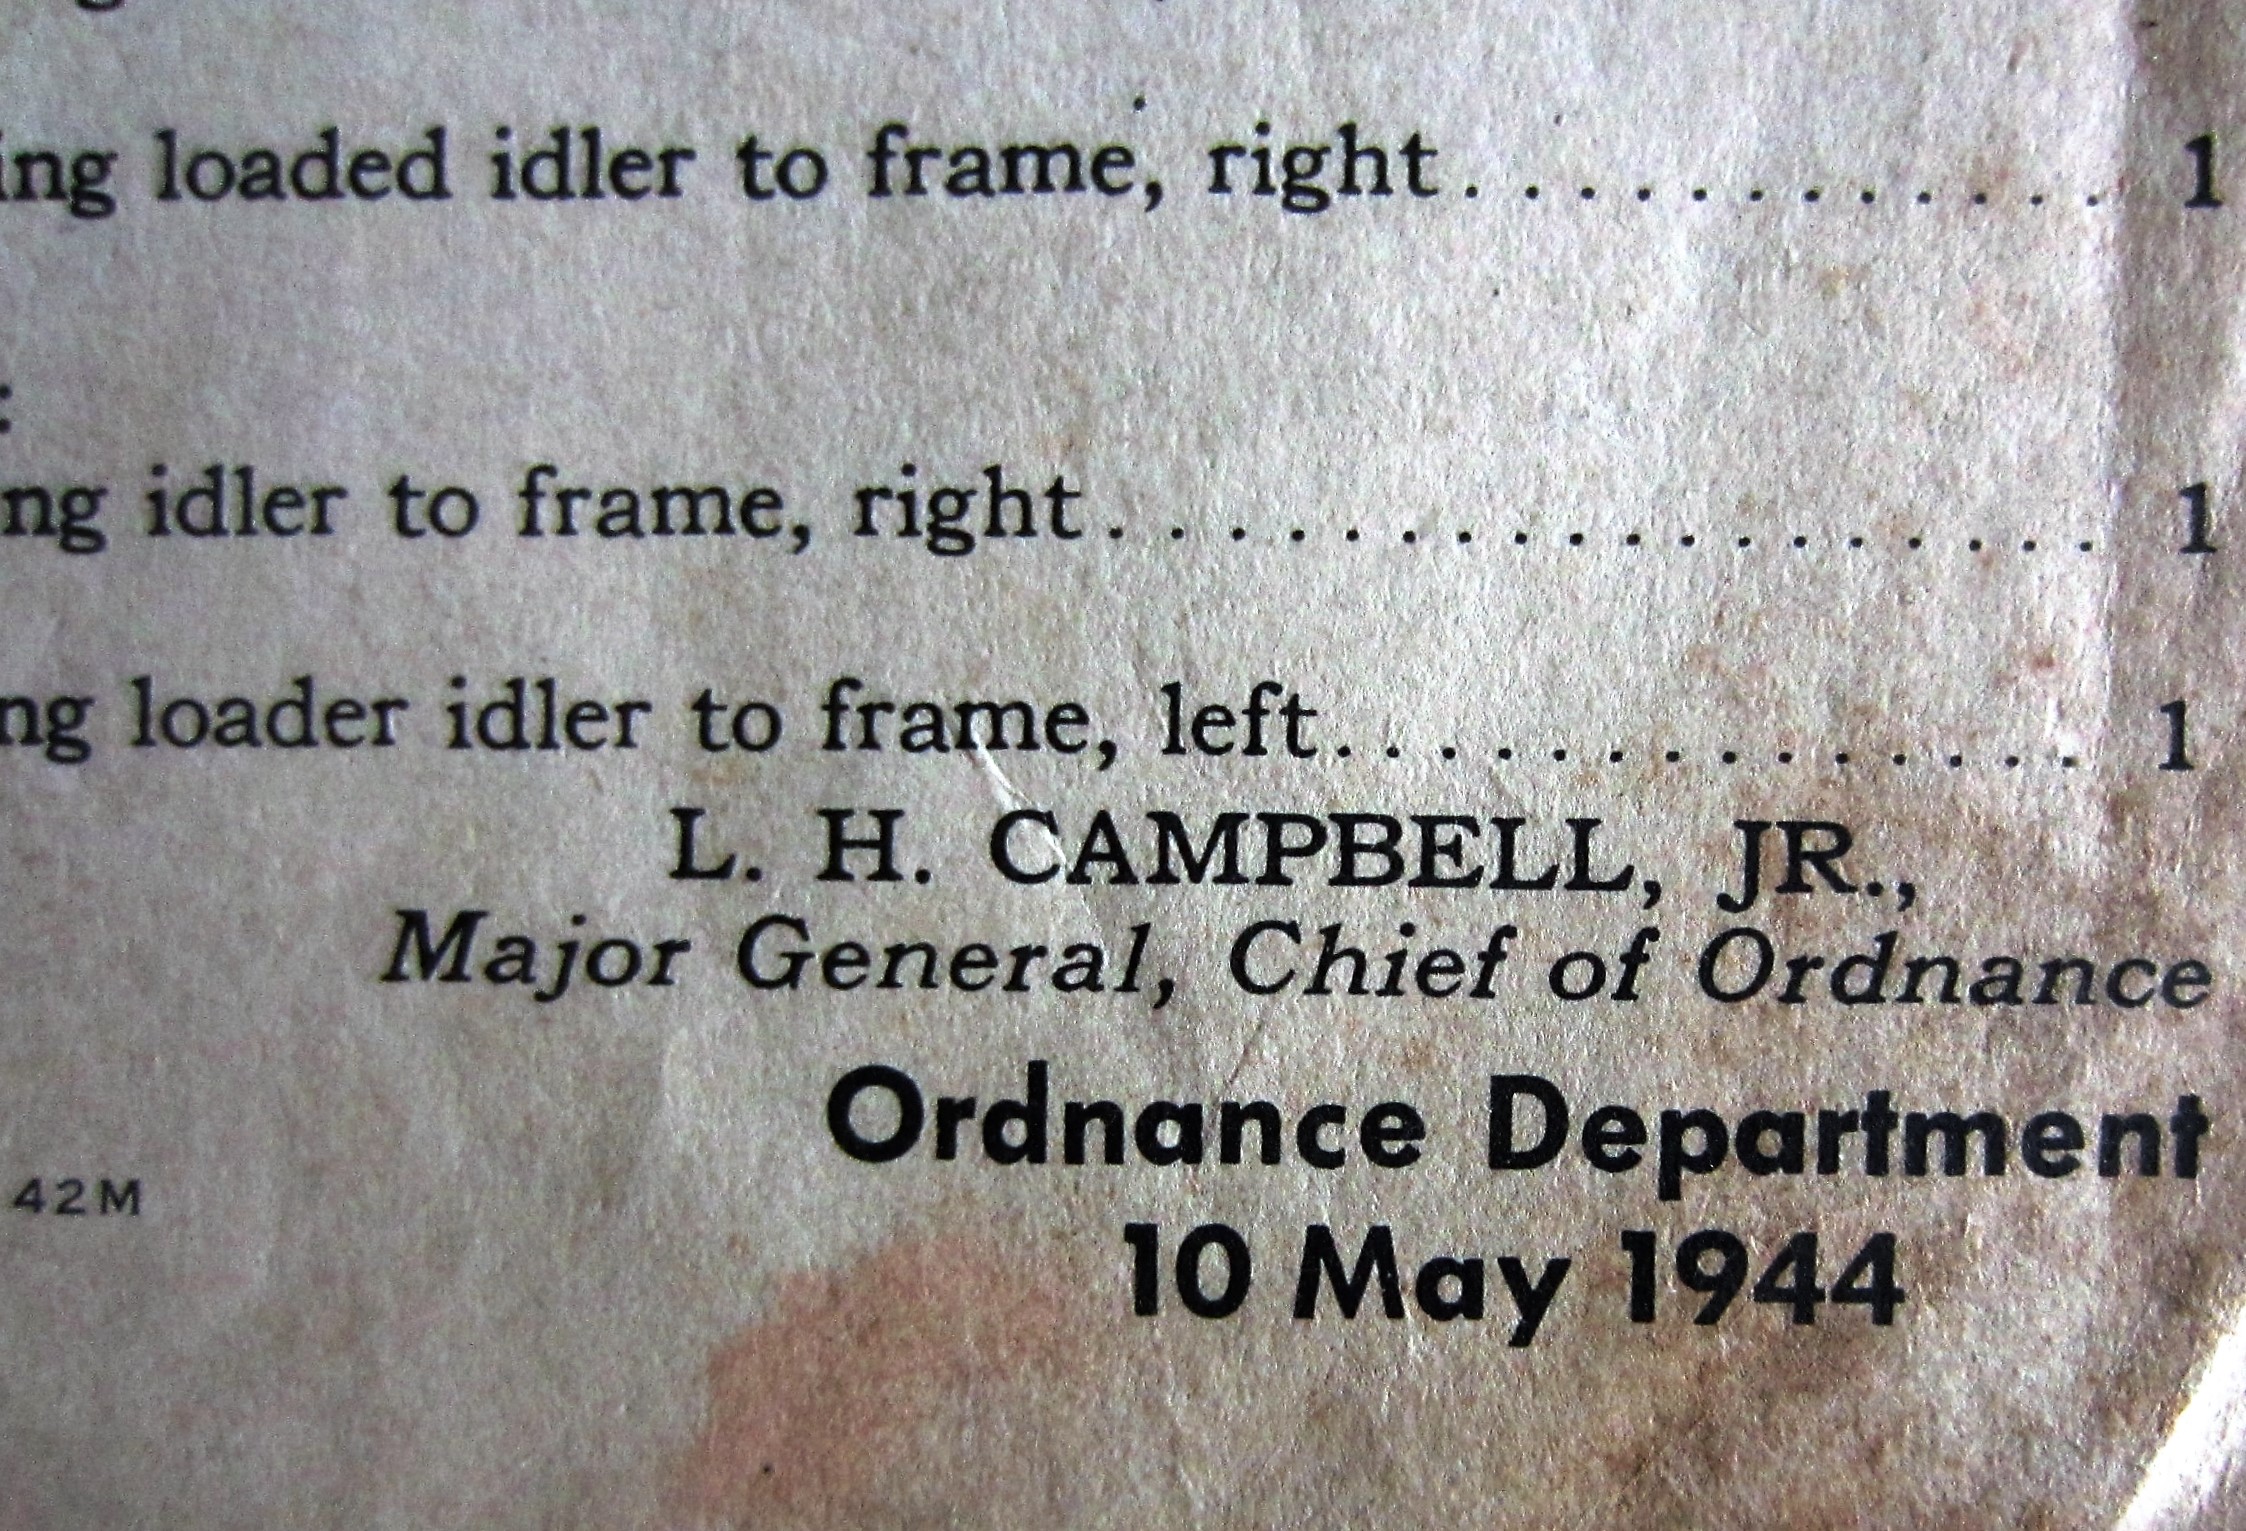 ing loaded idler to frame, right. . . . . . . . . . . . 1
:
ng idler to frame, right. . . . . . . . . . . . . . . . . . 1
ng loader idler to frame, left. . . . . . . . . . . . . . 1
L. H. CAMPBELL, JR.,
Major General, Chief of Ordnance
Ordnance Department
42M
10 May 1944